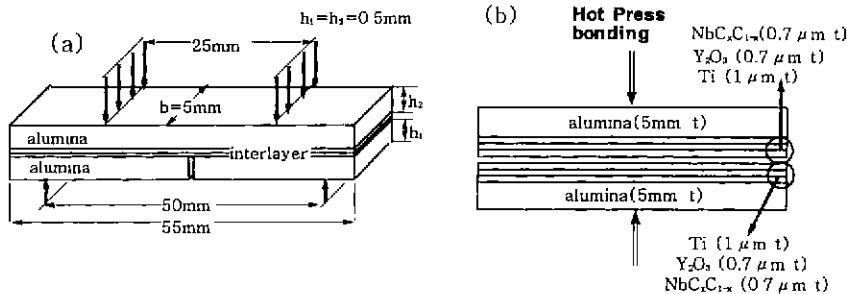 (a)
h₁=h₂=0 5mm
25mm
b=5mm
h₂
h₁
alumina
interlayer
alumina
50mm
55mm
(b)
Hot Press
bonding
NbCₓC₁₋ₓ(0.7 μm t)
Y₂O₃ (0.7 μm t)
Ti (1 μm t)
alumina(5mm t)
alumina(5mm t)
Ti (1 μm t)
Y₂O₃ (0.7 μm t)
NbCₓC₁₋ₓ (0 7 μm t)